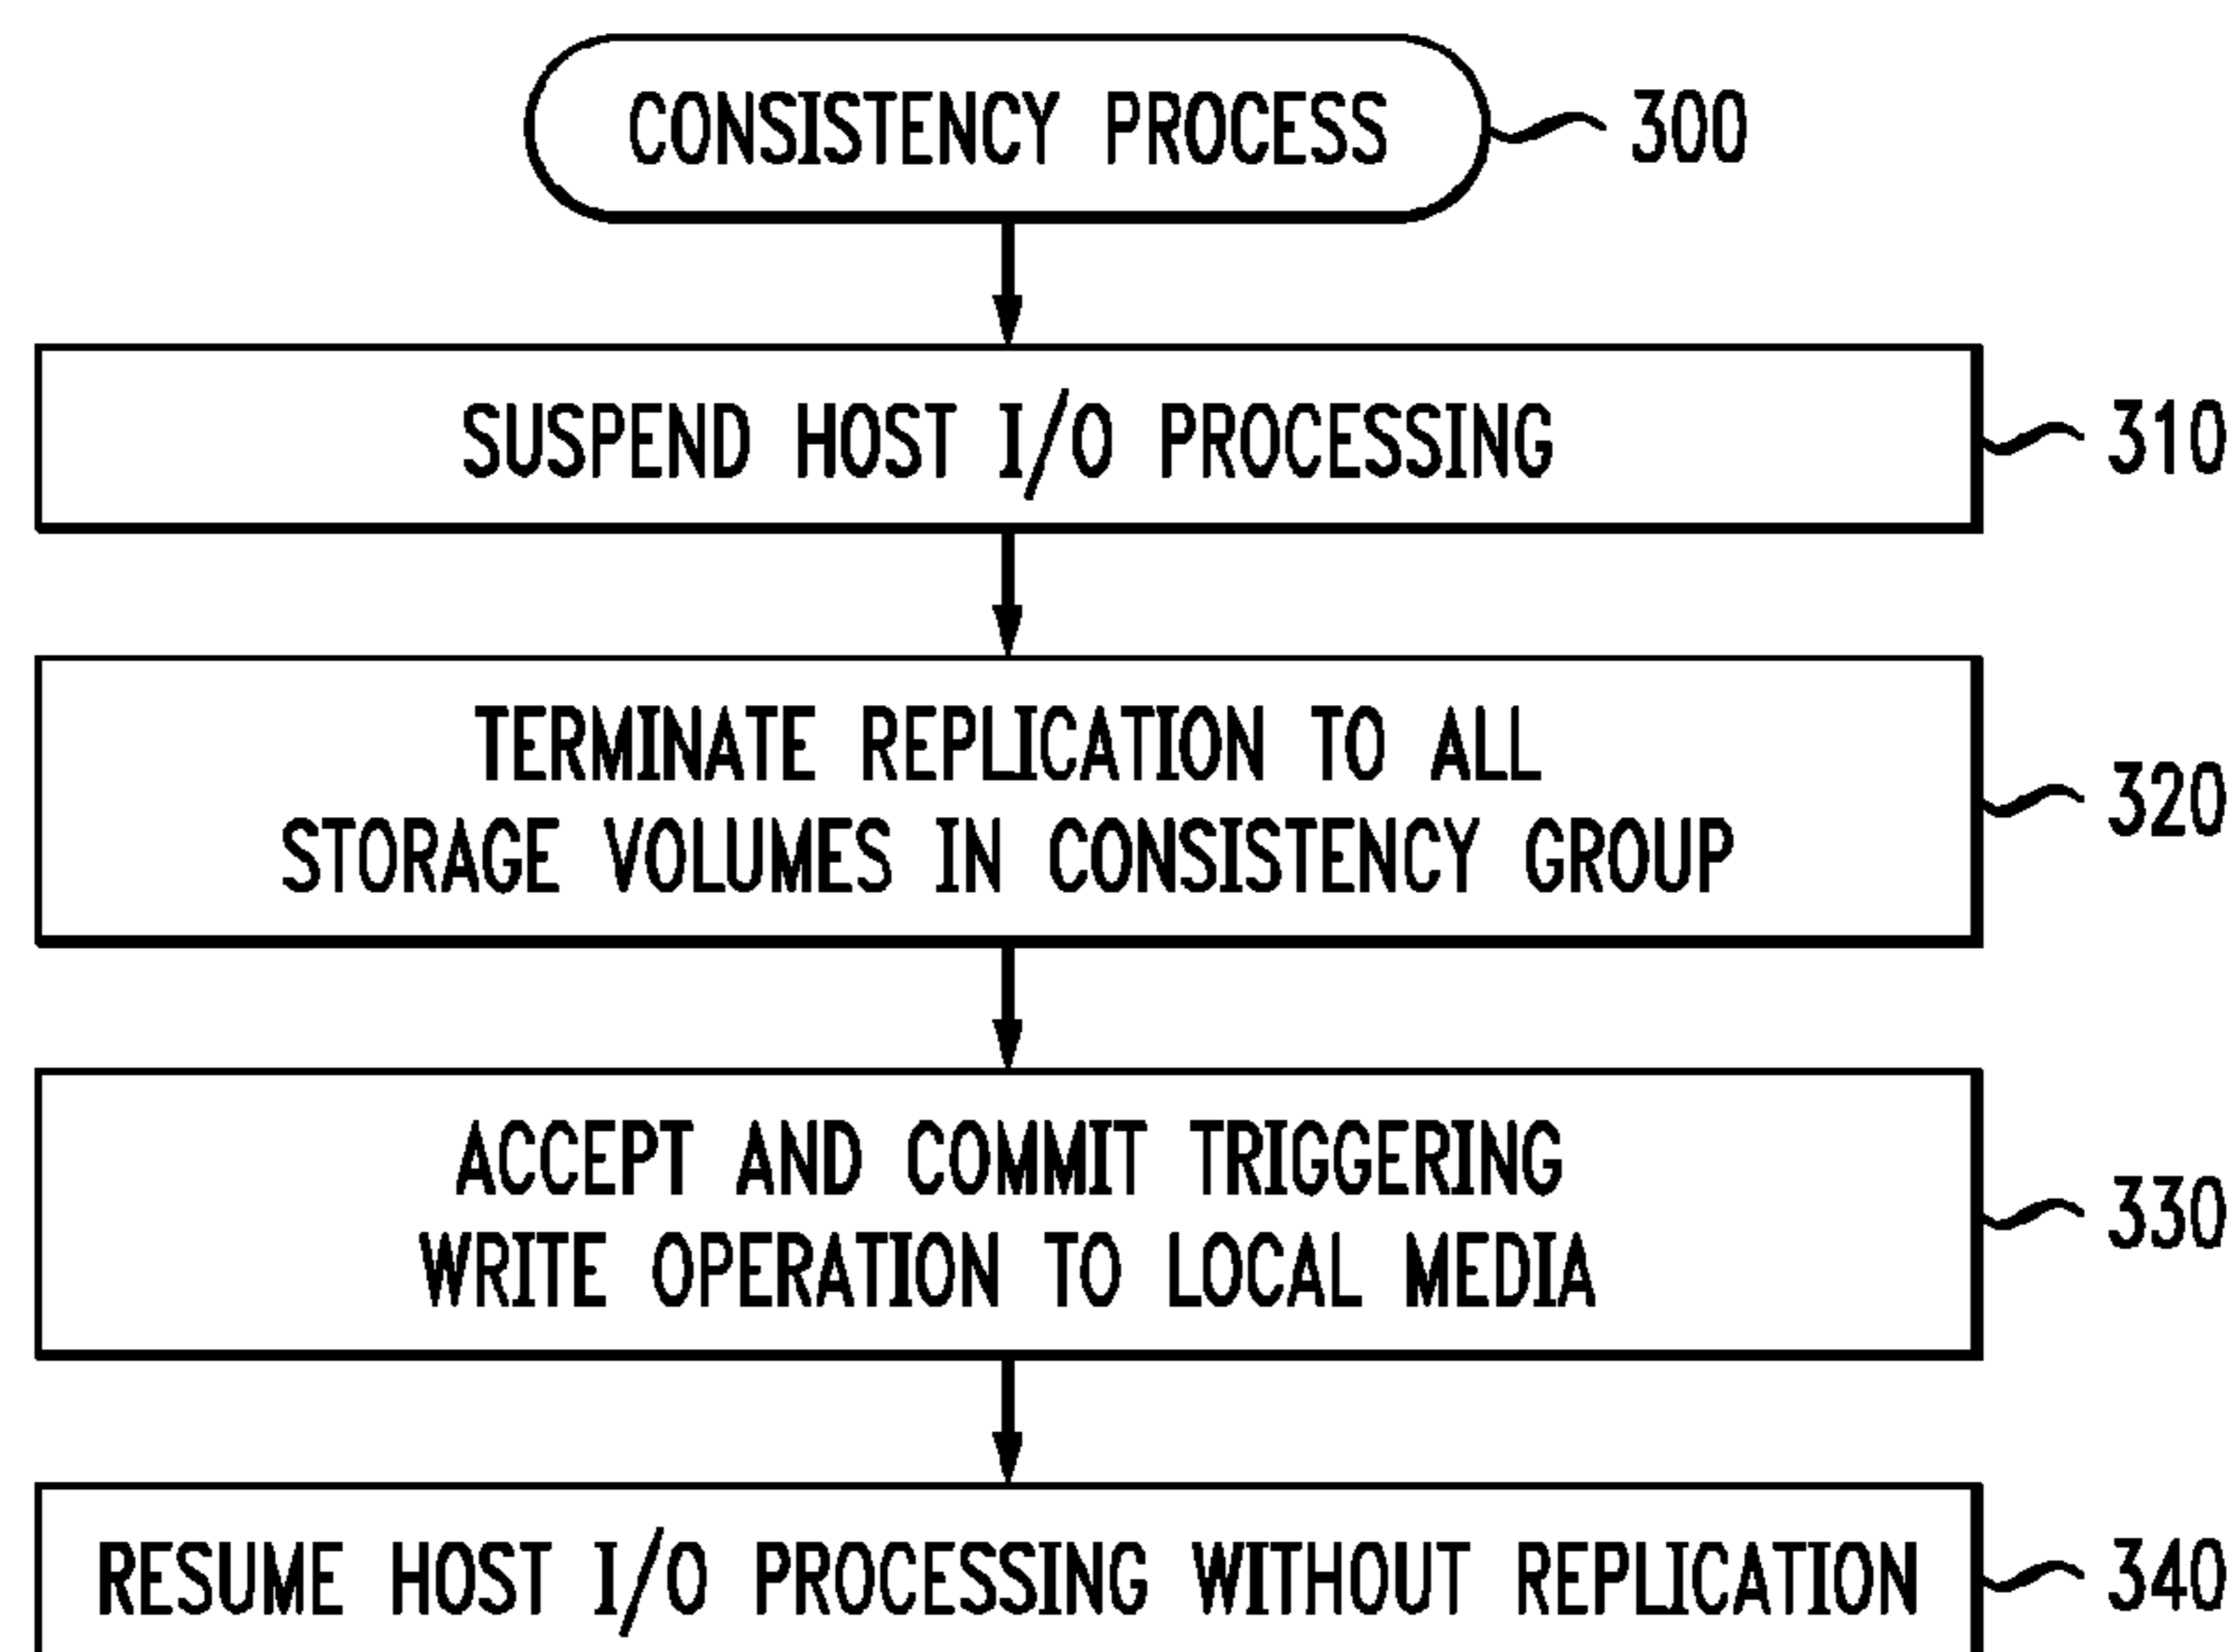 CONSISTENCY PROCESS
300
SUSPEND HOST I/O PROCESSING
310
TERMINATE REPLICATION TO ALL
STORAGE VOLUMES IN CONSISTENCY GROUP
320
ACCEPT AND COMMIT TRIGGERING
WRITE OPERATION TO LOCAL MEDIA
330
RESUME HOST I/O PROCESSING WITHOUT REPLICATION
340